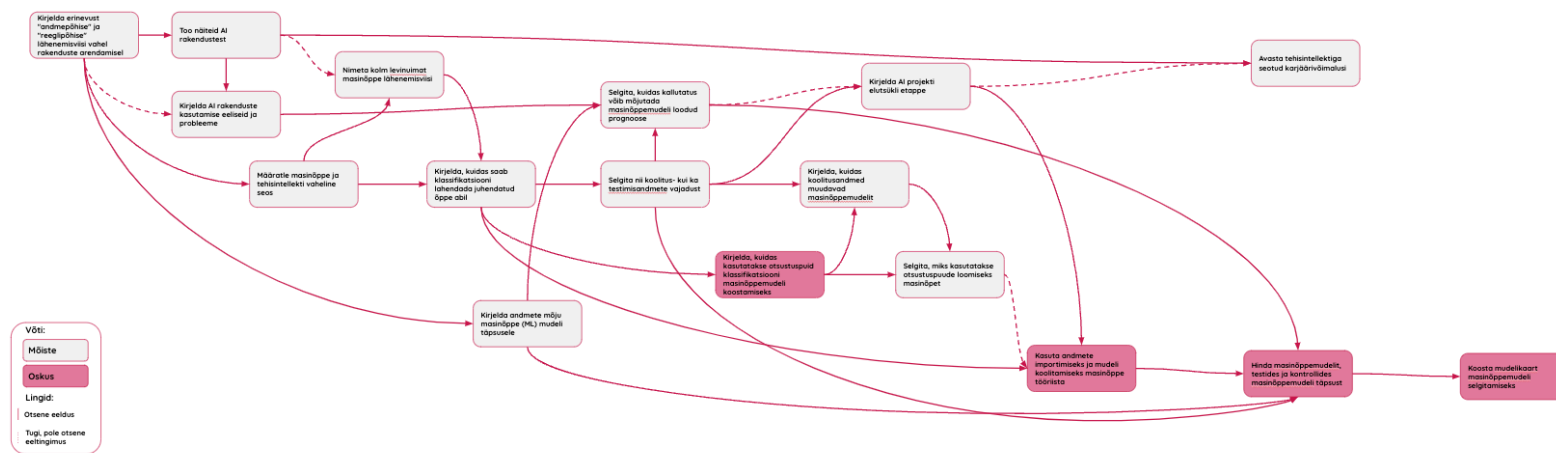 Kirjelda erinevust
"andmepõhise" ja
"reeglipõhise"
lähenemisviisi vahel
rakenduste arendamisel
Too näiteid AI
rakendustest
Nimeta kolm levinuimat
masinõppe lähenemisviisi
Kirjelda AI rakenduste
kasutamise eeliseid ja
probleeme
Selgita, kuidas kallutatus
võib mõjutada
masinõppemudeli loodud
prognoose
Kirjelda AI projekti
elutsükli etappe
Avasta tehisintellektiga
seotud karjäärivõimalusi
Määratle masinõppe ja
tehisintellekti vaheline
seos
Kirjelda, kuidas saab
klassifikatsiooni
lahendada juhendatud
õppe abil
Selgita nii koolitus- kui ka
testimisandmete vajadust
Kirjelda, kuidas
koolitusandmed
muudavad
masinõppemudelit
Kirjelda, kuidas
kasutatakse otsustuspuid
klassifikatsiooni
masinõppemudeli
koostamiseks
Selgita, miks kasutatakse
otsustuspuude loomiseks
masinõpet
Kirjelda andmete mõju
masinõppe (ML) mudeli
täpsusele
Kasuta andmete
importimiseks ja mudeli
koolitamiseks masinõppe
tööriista
Hinda masinõppemudelit,
testides ja kontrollides
masinõppemudeli täpsust
Koosta mudelikaart
masinõppemudeli
selgitamiseks
Võti:
Mõiste
Oskus
Lingid:
Otsene eeldus
Tugi, pole otsene
eeltingimus